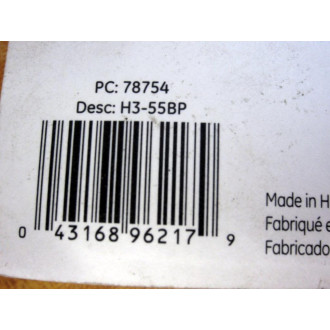 PC: 78754
Desc: H3-55BP
0 43168 96217 9
Made in H
Fabriqué e
Fabricado